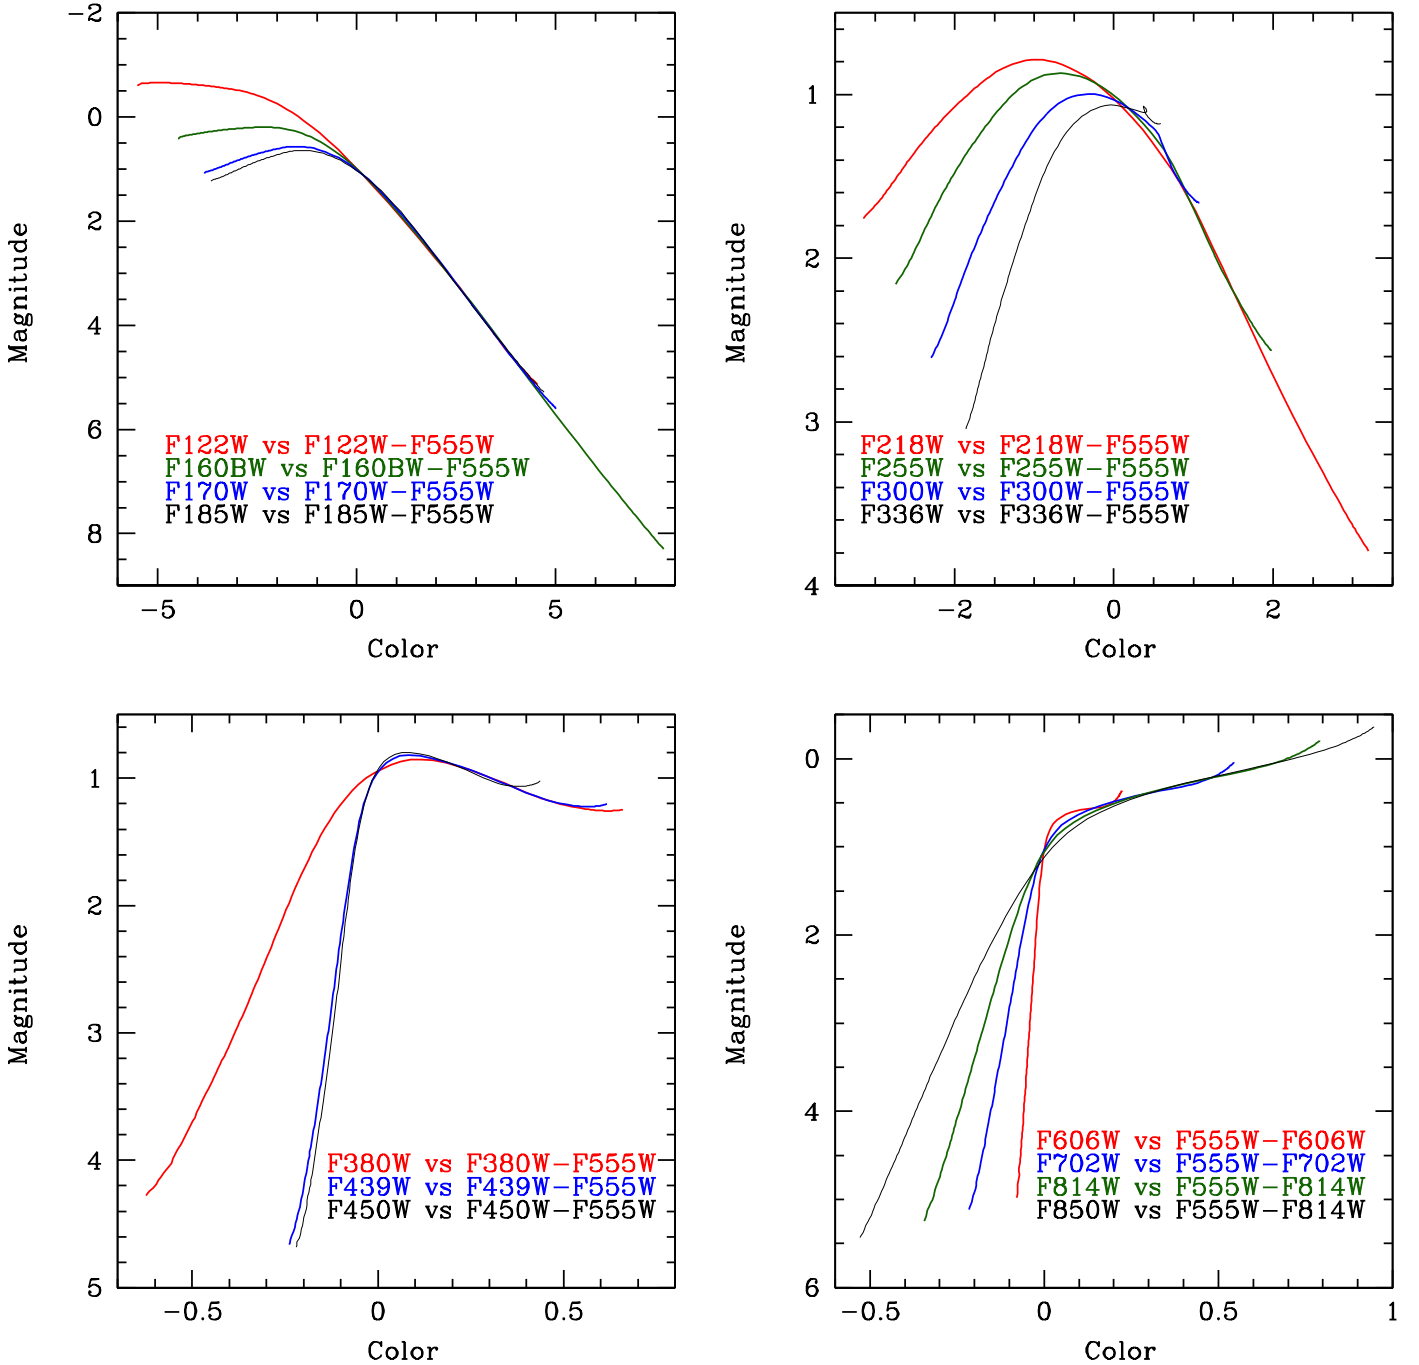 −2
0
2
4
6
8
Magnitude
F122W vs F122W−F555W
F160BW vs F160BW−F555W
F170W vs F170W−F555W
F185W vs F185W−F555W
−5 0 5
Color
1
2
3
4
Magnitude
F218W vs F218W−F555W
F255W vs F255W−F555W
F300W vs F300W−F555W
F336W vs F336W−F555W
−2 0 2
Color
1
2
3
4
5
Magnitude
F380W vs F380W−F555W
F439W vs F439W−F555W
F450W vs F450W−F555W
−0.5 0 0.5
Color
0
2
4
6
Magnitude
F606W vs F555W−F606W
F702W vs F555W−F702W
F814W vs F555W−F814W
F850W vs F555W−F814W
−0.5 0 0.5 1
Color